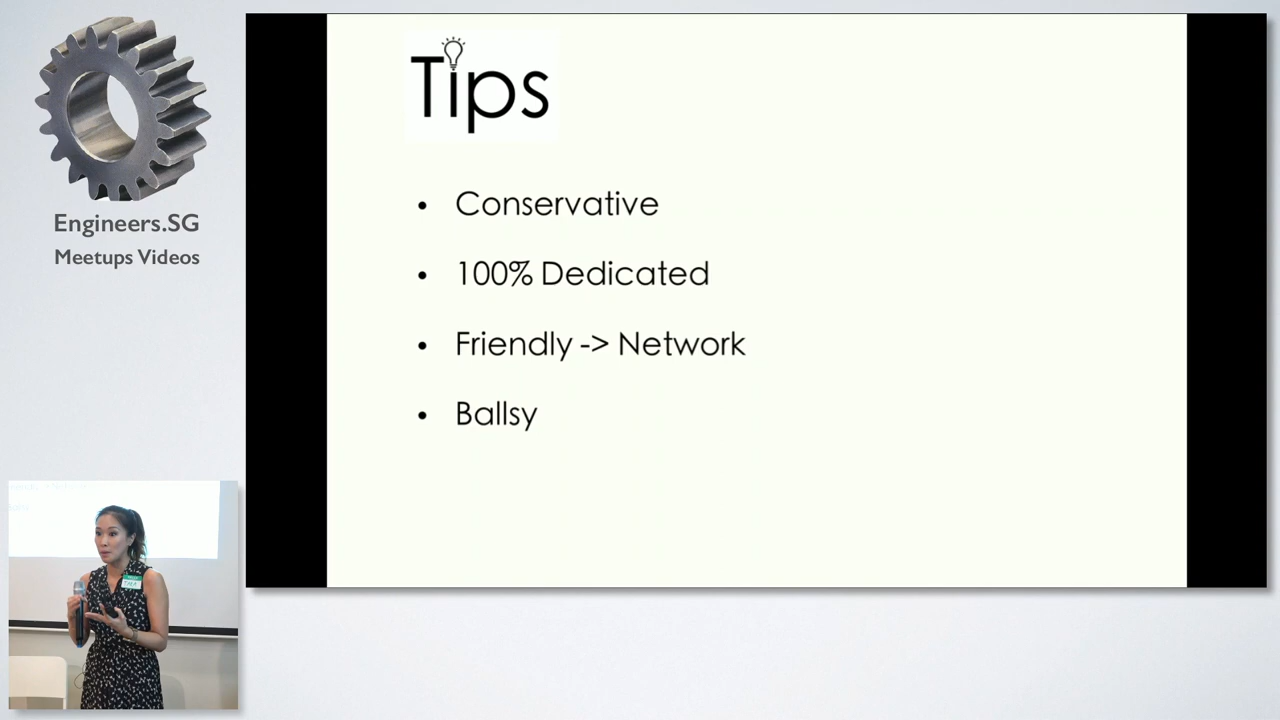 Engineers.SG
Meetups Videos
Tips
• Conservative
• 100% Dedicated
• Friendly -> Network
• Ballsy